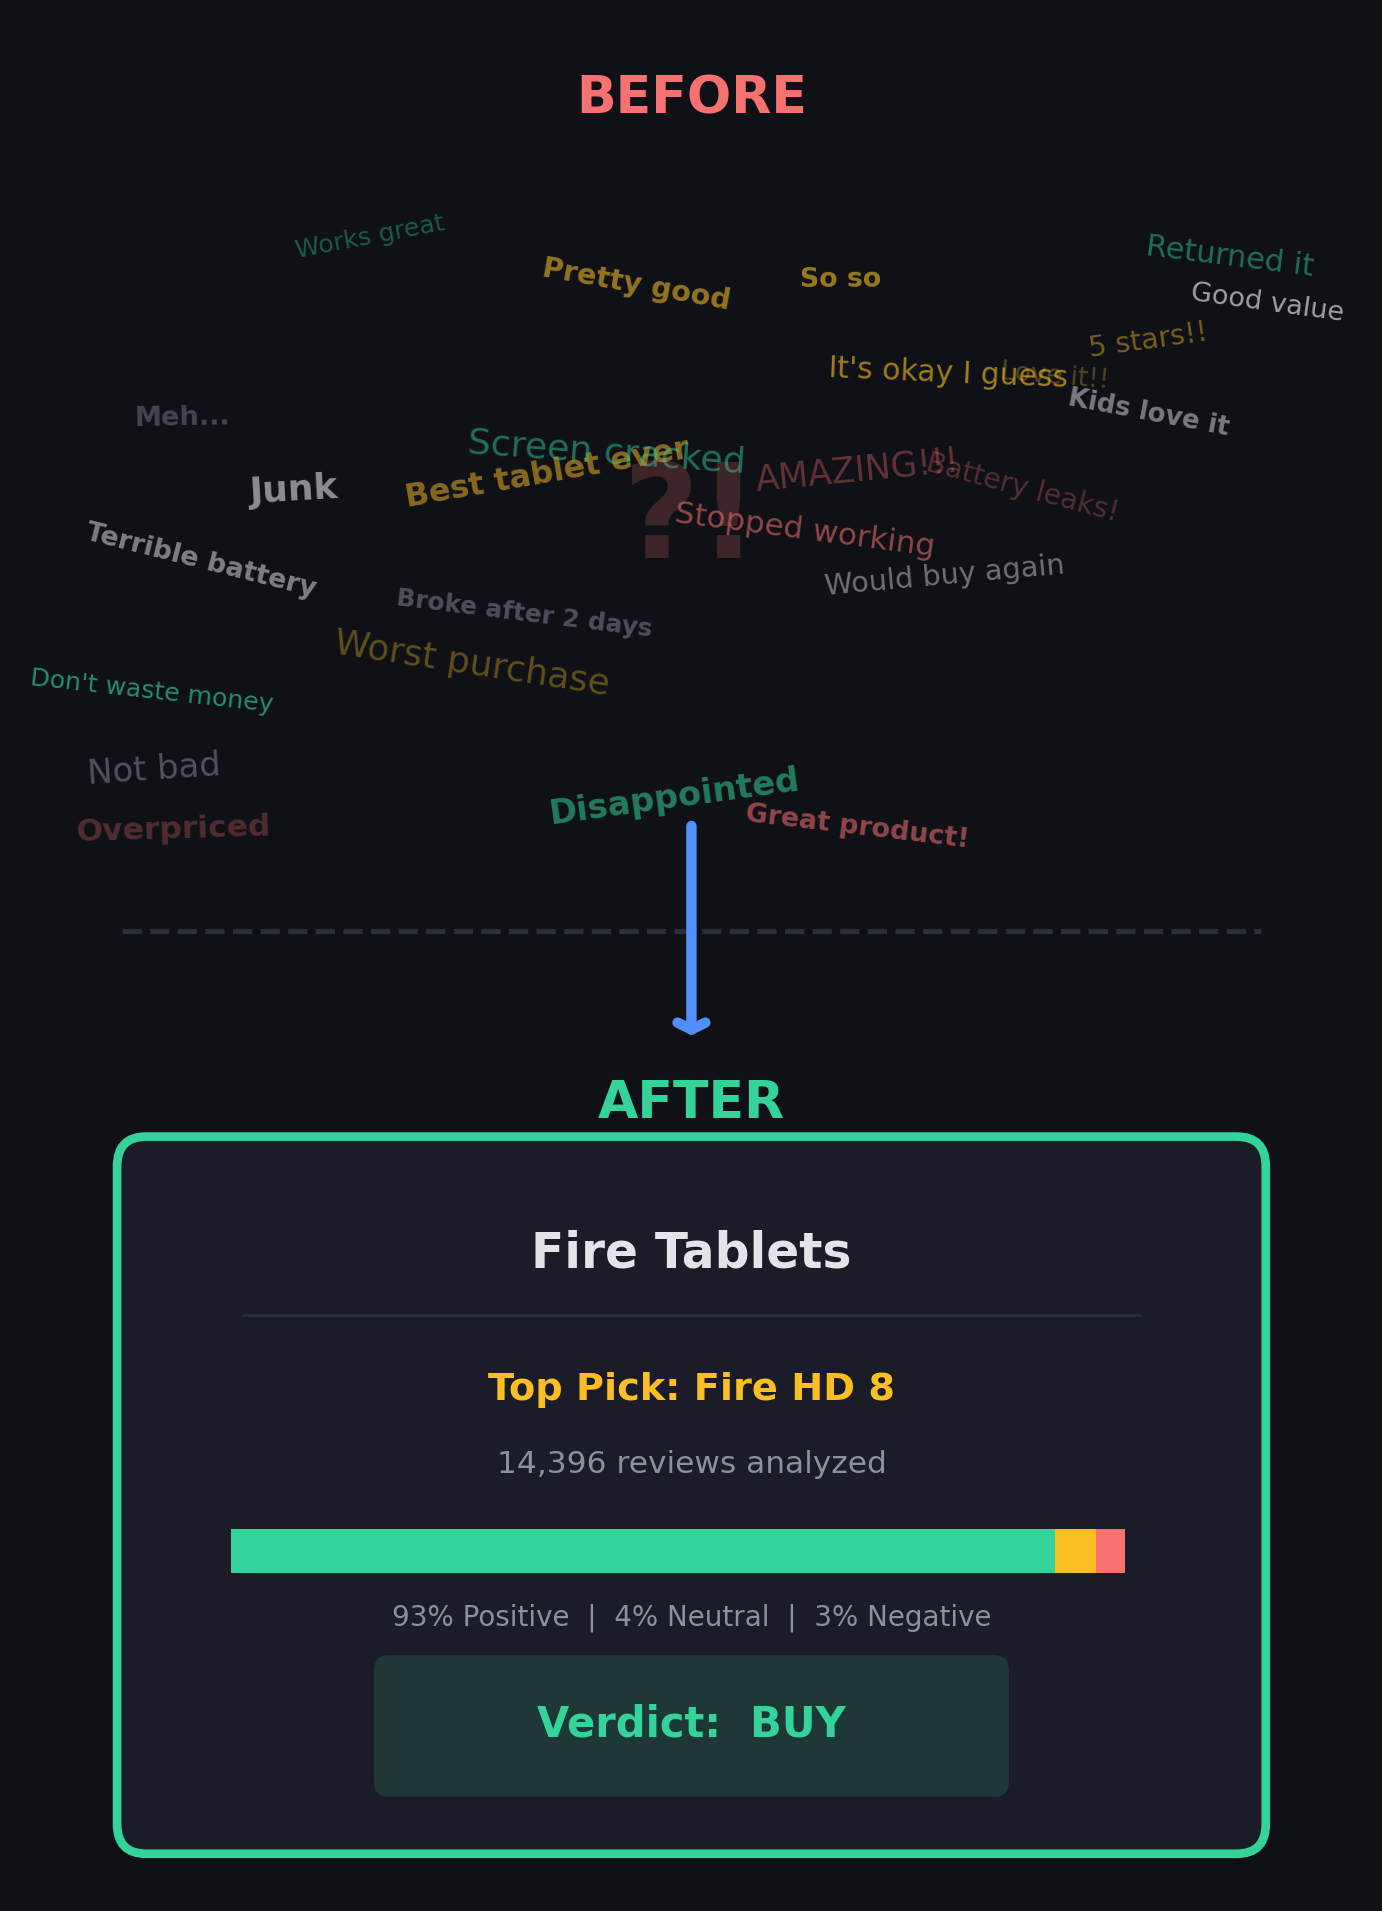 BEFORE
Works great
Returned it
Pretty good
So so
Good value
5 stars!!
It's okay I guess
Love it!!
Kids love it
Meh...
Screen cracked
Best tablet ever
AMAZING!!!
Battery leaks!
Junk
?!
Stopped working
Terrible battery
Would buy again
Broke after 2 days
Worst purchase
Don't waste money
Not bad
Disappointed
Overpriced
Great product!
AFTER
Fire Tablets
Top Pick: Fire HD 8
14,396 reviews analyzed
93% Positive | 4% Neutral | 3% Negative
Verdict: BUY